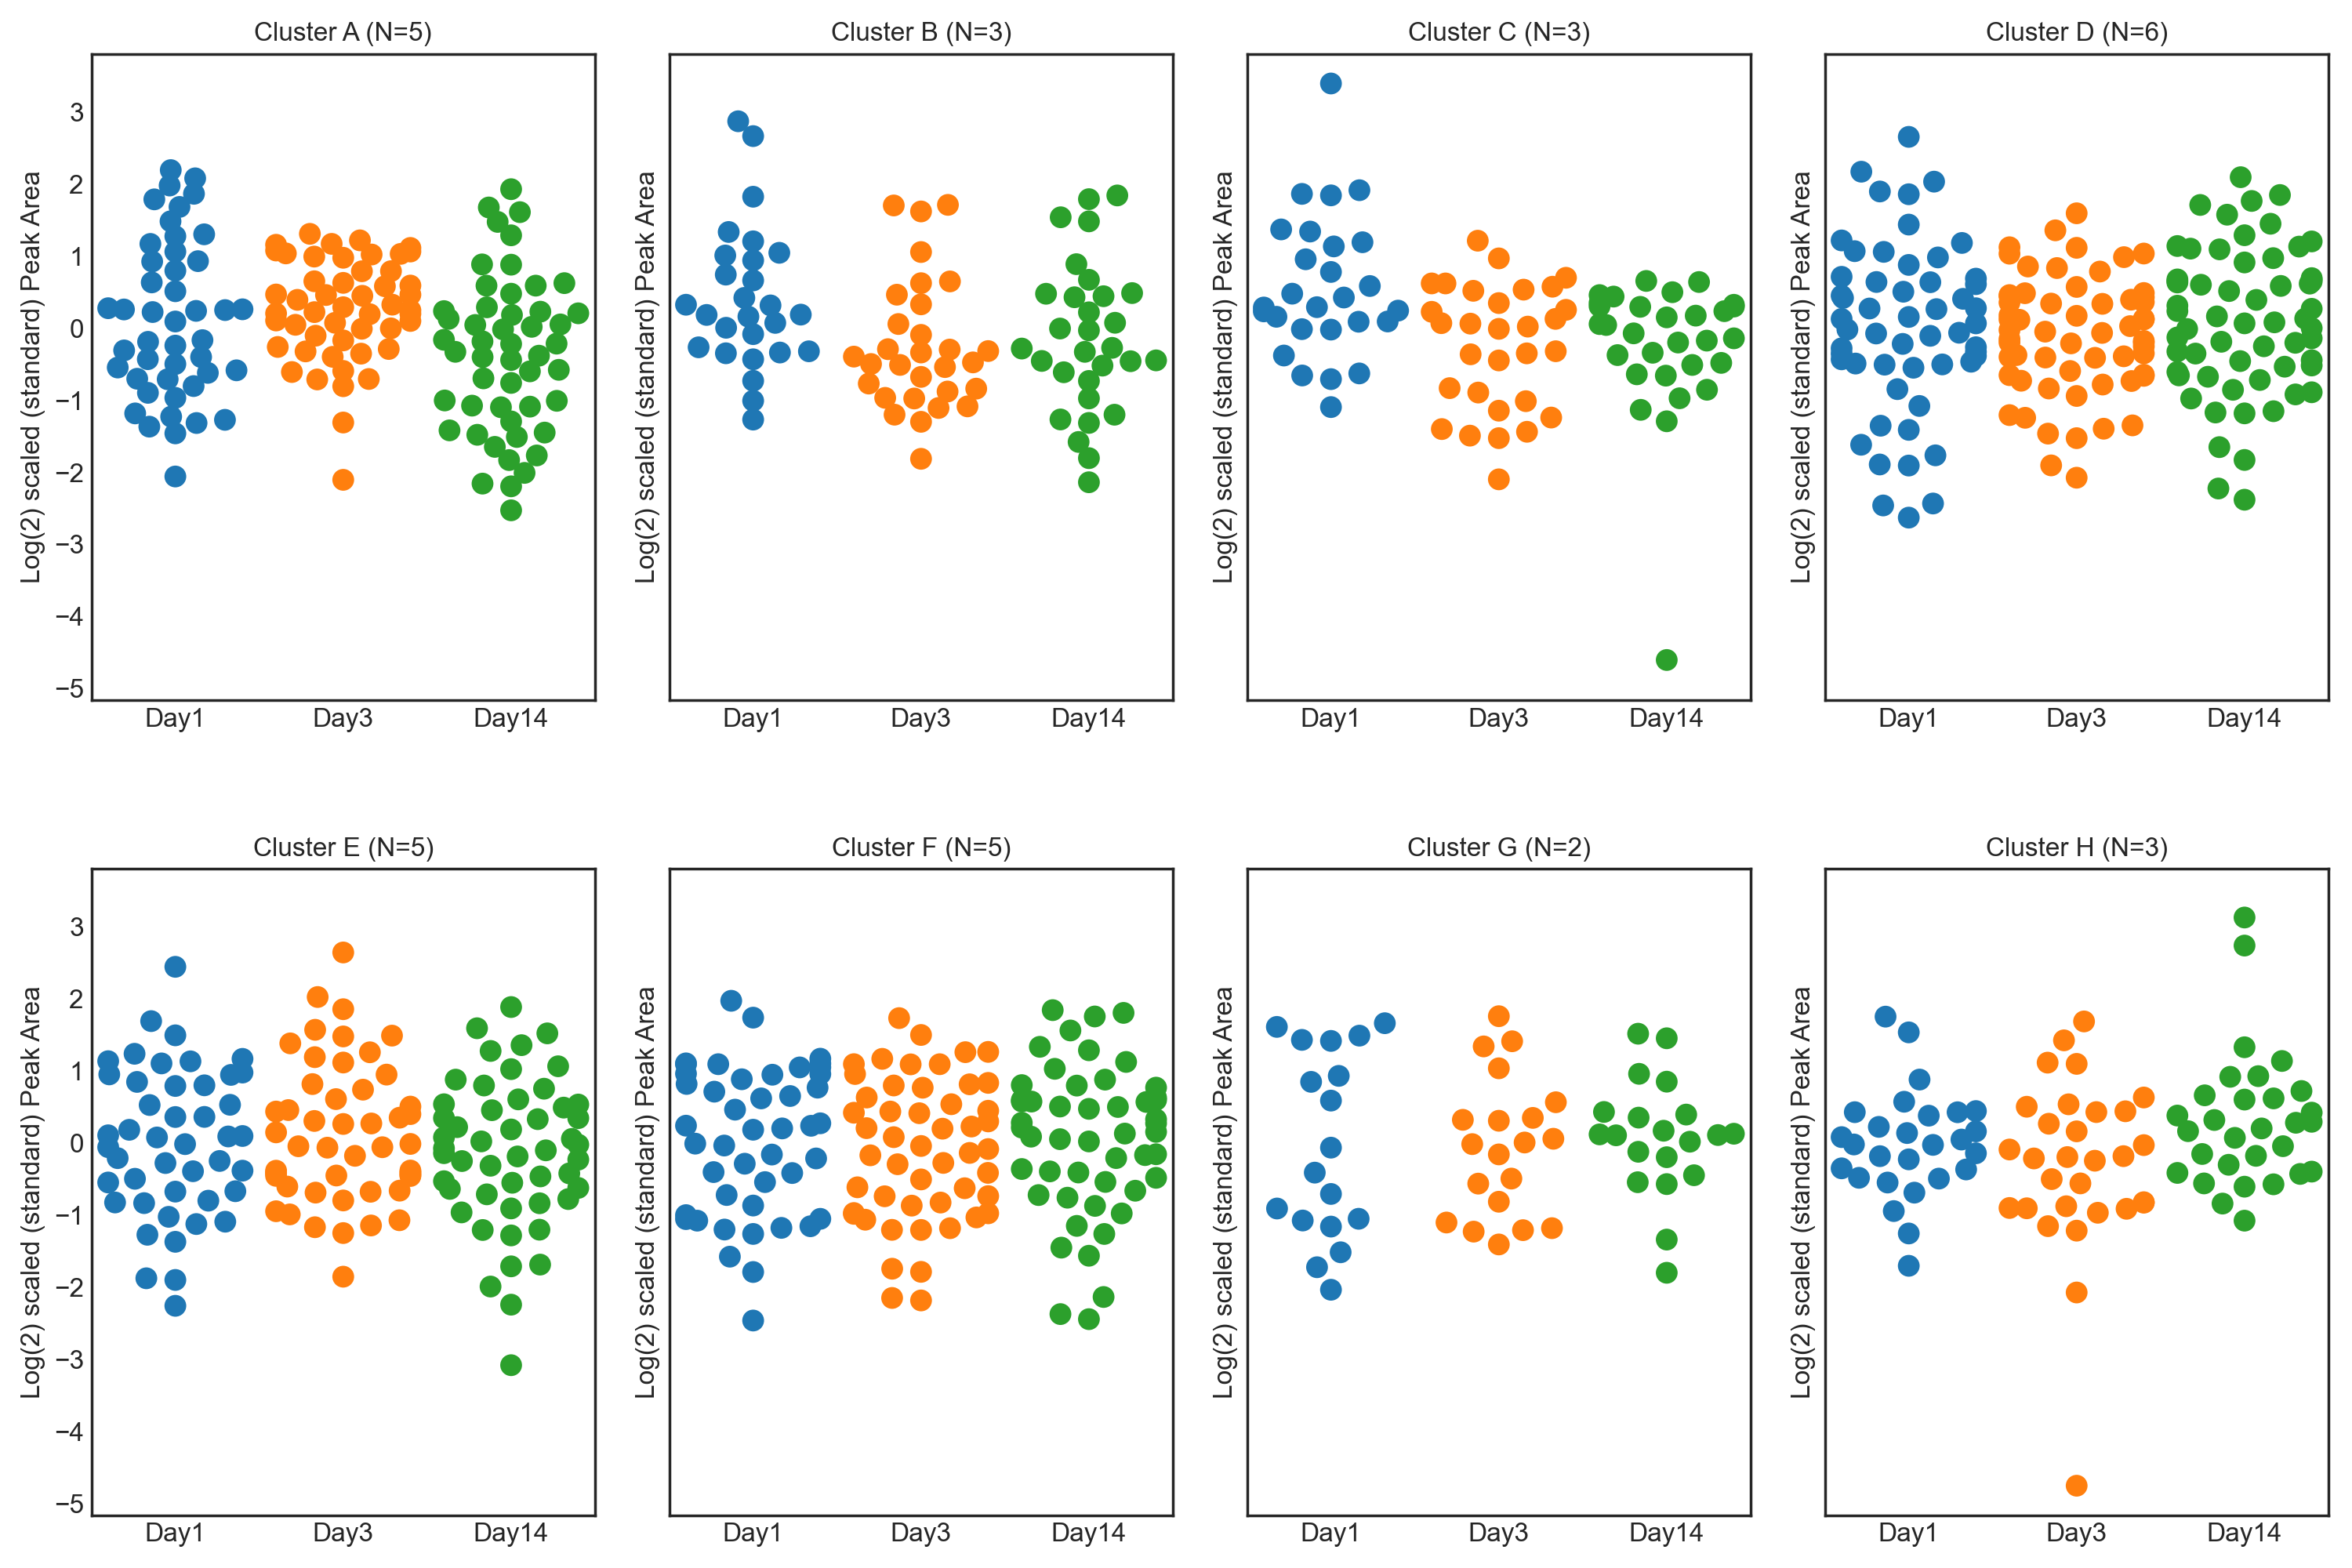 Cluster A (N=5)
Log(2) scaled (standard) Peak Area
3
2
1
0
−1
−2
−3
−4
−5
Day1 Day3 Day14
Cluster B (N=3)
Log(2) scaled (standard) Peak Area
Day1 Day3 Day14
Cluster C (N=3)
Log(2) scaled (standard) Peak Area
Day1 Day3 Day14
Cluster D (N=6)
Log(2) scaled (standard) Peak Area
Day1 Day3 Day14
Cluster E (N=5)
Log(2) scaled (standard) Peak Area
3
2
1
0
−1
−2
−3
−4
−5
Day1 Day3 Day14
Cluster F (N=5)
Log(2) scaled (standard) Peak Area
Day1 Day3 Day14
Cluster G (N=2)
Log(2) scaled (standard) Peak Area
Day1 Day3 Day14
Cluster H (N=3)
Log(2) scaled (standard) Peak Area
Day1 Day3 Day14